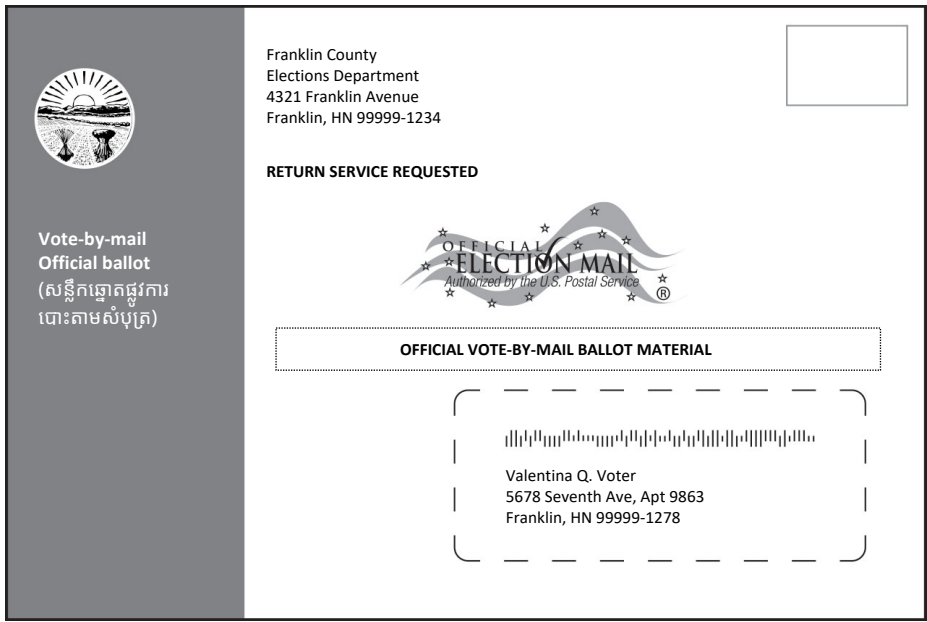 Vote-by-mail
Official ballot
(សន្លឹកឆ្នោតផ្លូវការ
បោះតាមសំបុត្រ)
Franklin County
Elections Department
4321 Franklin Avenue
Franklin, HN 99999-1234
RETURN SERVICE REQUESTED
OFFICIAL
ELECTION MAIL
Authorized by the U.S. Postal Service
®
OFFICIAL VOTE-BY-MAIL BALLOT MATERIAL
Valentina Q. Voter
5678 Seventh Ave, Apt 9863
Franklin, HN 99999-1278